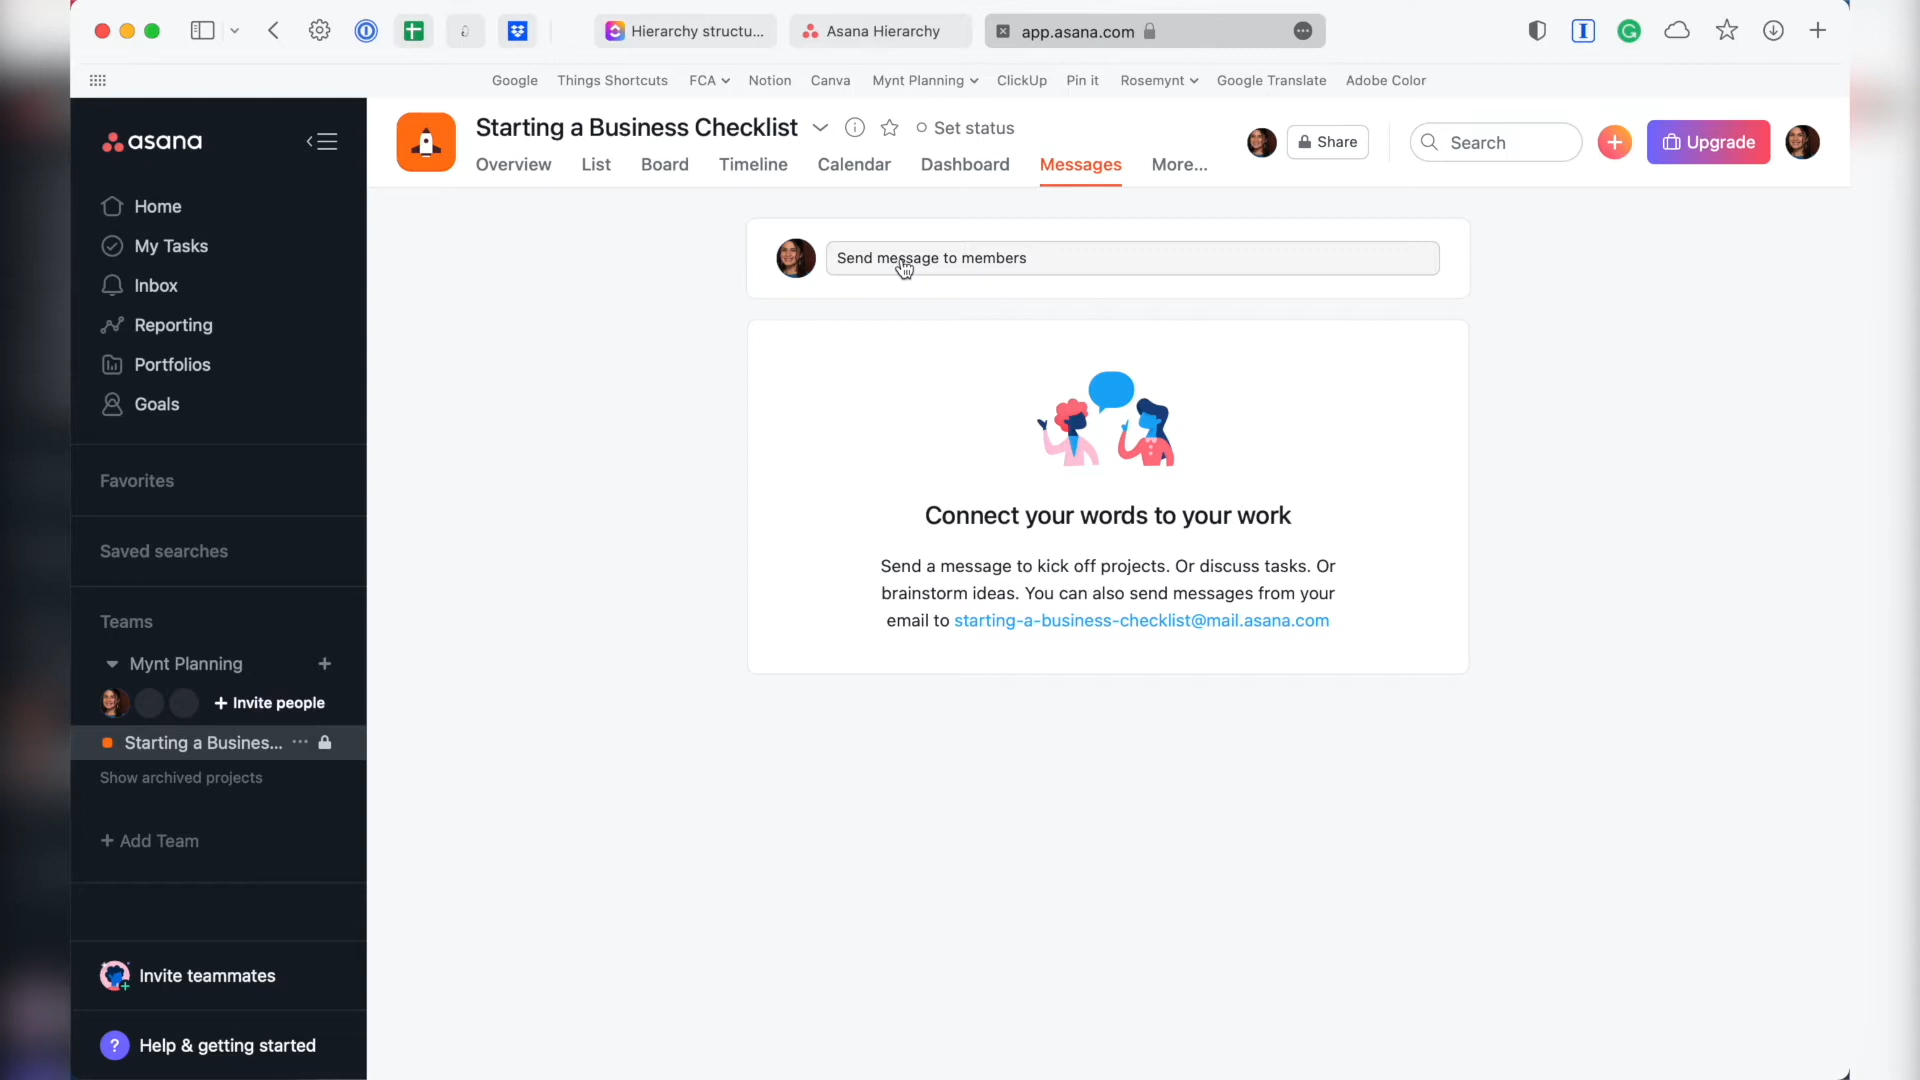 Hierarchy structu...
Asana Hierarchy
app.asana.com
Google
Things Shortcuts
FCA
Notion
Canva
Mynt Planning
ClickUp
Pin it
Rosemynt
Google Translate
Adobe Color
asana
Home
My Tasks
Inbox
Reporting
Portfolios
Goals
Favorites
Saved searches
Teams
Mynt Planning
+ Invite people
Starting a Busines...
Show archived projects
+ Add Team
Invite teammates
? Help & getting started
Starting a Business Checklist
Set status
Overview
List
Board
Timeline
Calendar
Dashboard
Messages
More...
Share
Search
Upgrade
Send message to members
Connect your words to your work
Send a message to kick off projects. Or discuss tasks. Or
brainstorm ideas. You can also send messages from your
email to starting-a-business-checklist@mail.asana.com